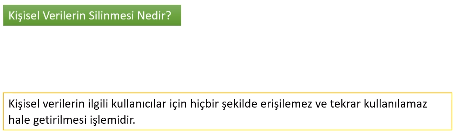 Kişisel Verilerin Silinmesi Nedir?
Kişisel verilerin ilgili kullanıcılar için hiçbir şekilde erişilemez ve tekrar kullanılamaz
hale getirilmesi işlemidir.